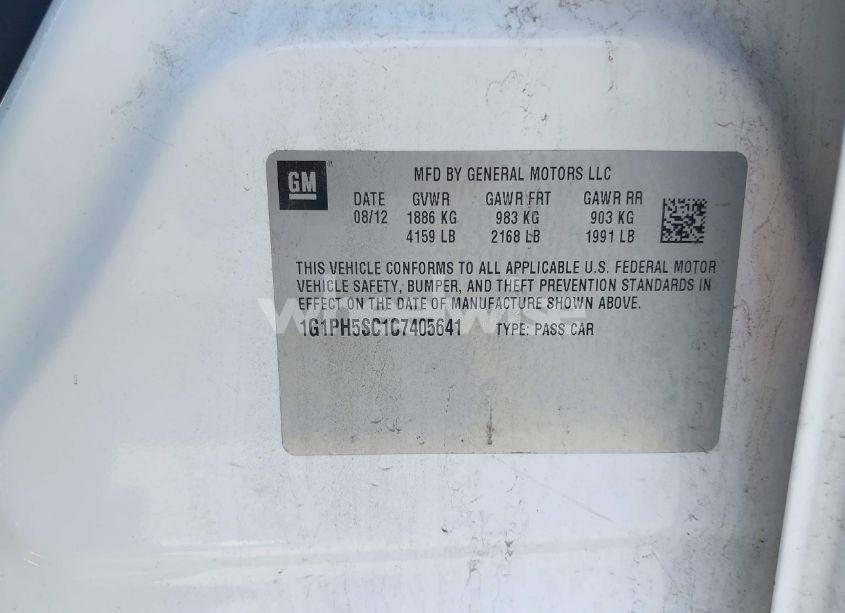 GM
MFD BY GENERAL MOTORS LLC
DATE GVWR GAWR FRT GAWR RR
08/12 1886 KG 983 KG 903 KG
4159 LB 2168 LB 1991 LB
THIS VEHICLE CONFORMS TO ALL APPLICABLE U.S. FEDERAL MOTOR
VEHICLE SAFETY, BUMPER, AND THEFT PREVENTION STANDARDS IN
EFFECT ON THE DATE OF MANUFACTURE SHOWN ABOVE.
1G1PH5SC1C7405641 TYPE: PASS CAR